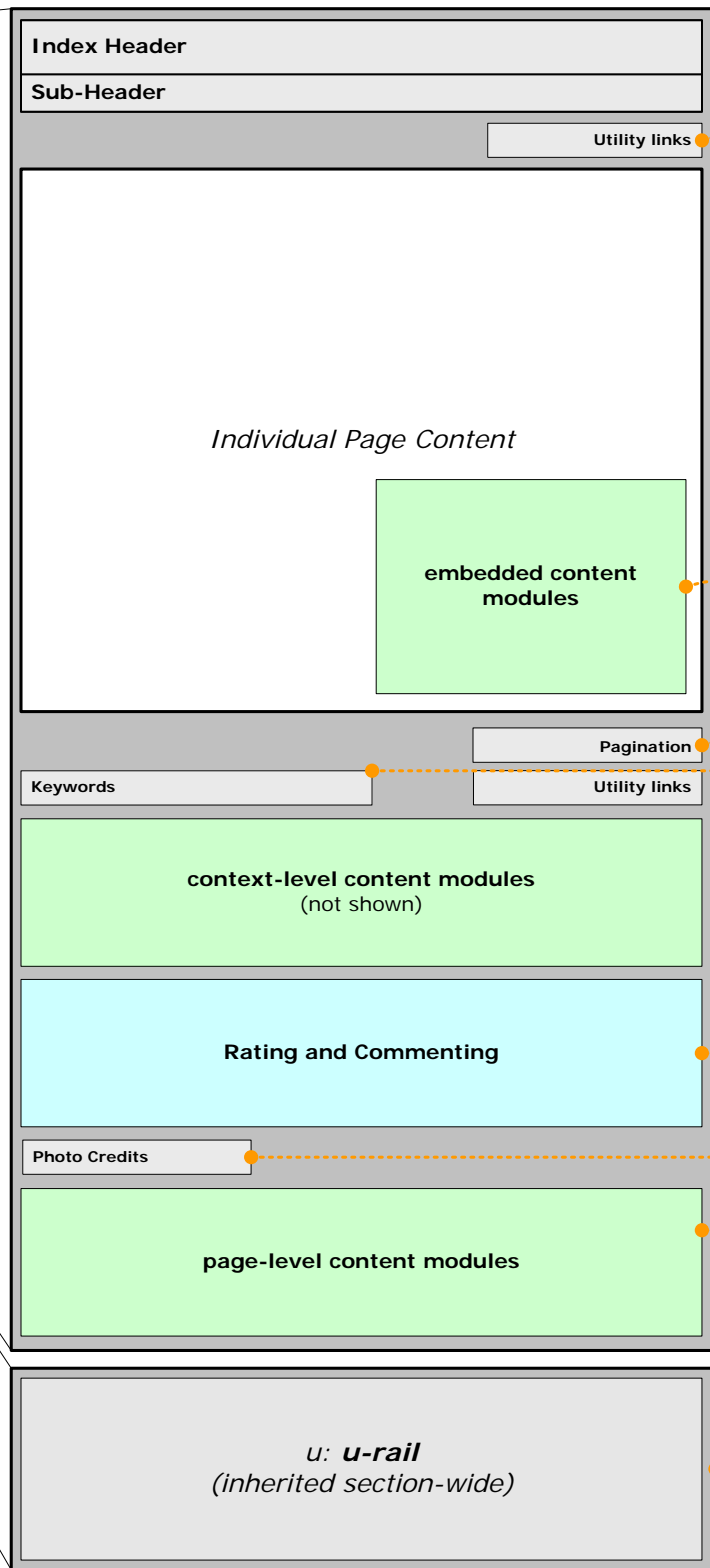 Index Header
Sub-Header
Utility links
Individual Page Content
embedded content
modules
Pagination
Keywords
Utility links
context-level content modules
(not shown)
Rating and Commenting
Photo Credits
page-level content modules
u: u-rail
(inherited section-wide)